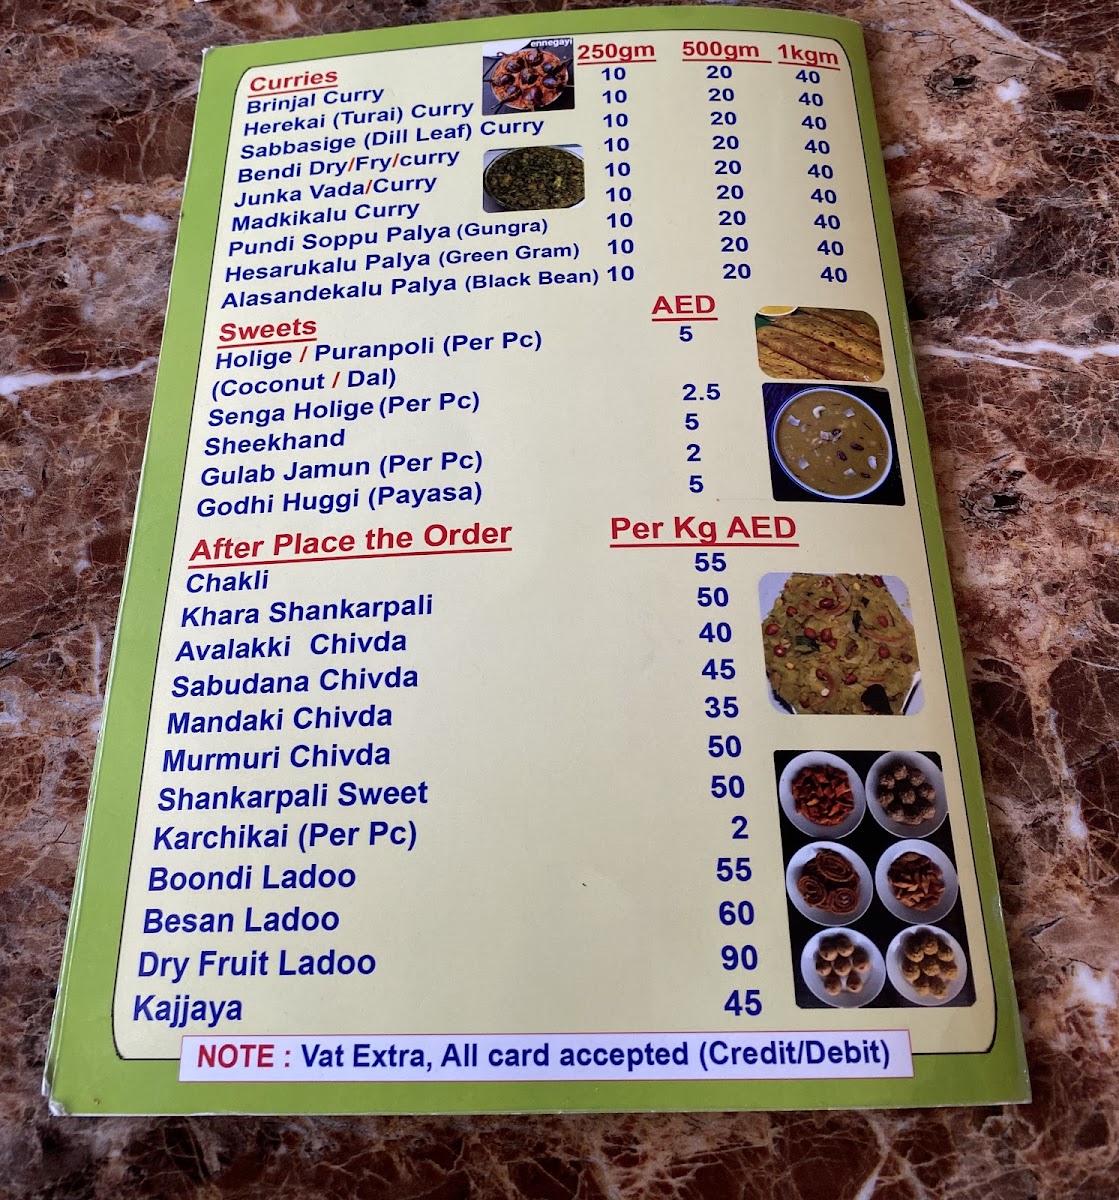 ennegayi
Curries 250gm 500gm 1kgm
Brinjal Curry 10 20 40
Herekai (Turai) Curry 10 20 40
Sabbasige (Dill Leaf) Curry 10 20 40
Bendi Dry/Fry/curry 10 20 40
Junka Vada/Curry 10 20 40
Madkikalu Curry 10 20 40
Pundi Soppu Palya (Gungra) 10 20 40
Hesarukalu Palya (Green Gram) 10 20 40
Alasandekalu Palya (Black Bean) 10 20 40
Sweets AED
Holige / Puranpoli (Per Pc) 5
(Coconut / Dal)
Senga Holige (Per Pc) 2.5
Sheekhand 5
Gulab Jamun (Per Pc) 2
Godhi Huggi (Payasa) 5
After Place the Order Per Kg AED
Chakli 55
Khara Shankarpali 50
Avalakki Chivda 40
Sabudana Chivda 45
Mandaki Chivda 35
Murmuri Chivda 50
Shankarpali Sweet 50
Karchikai (Per Pc) 2
Boondi Ladoo 55
Besan Ladoo 60
Dry Fruit Ladoo 90
Kajjaya 45
NOTE : Vat Extra, All card accepted (Credit/Debit)